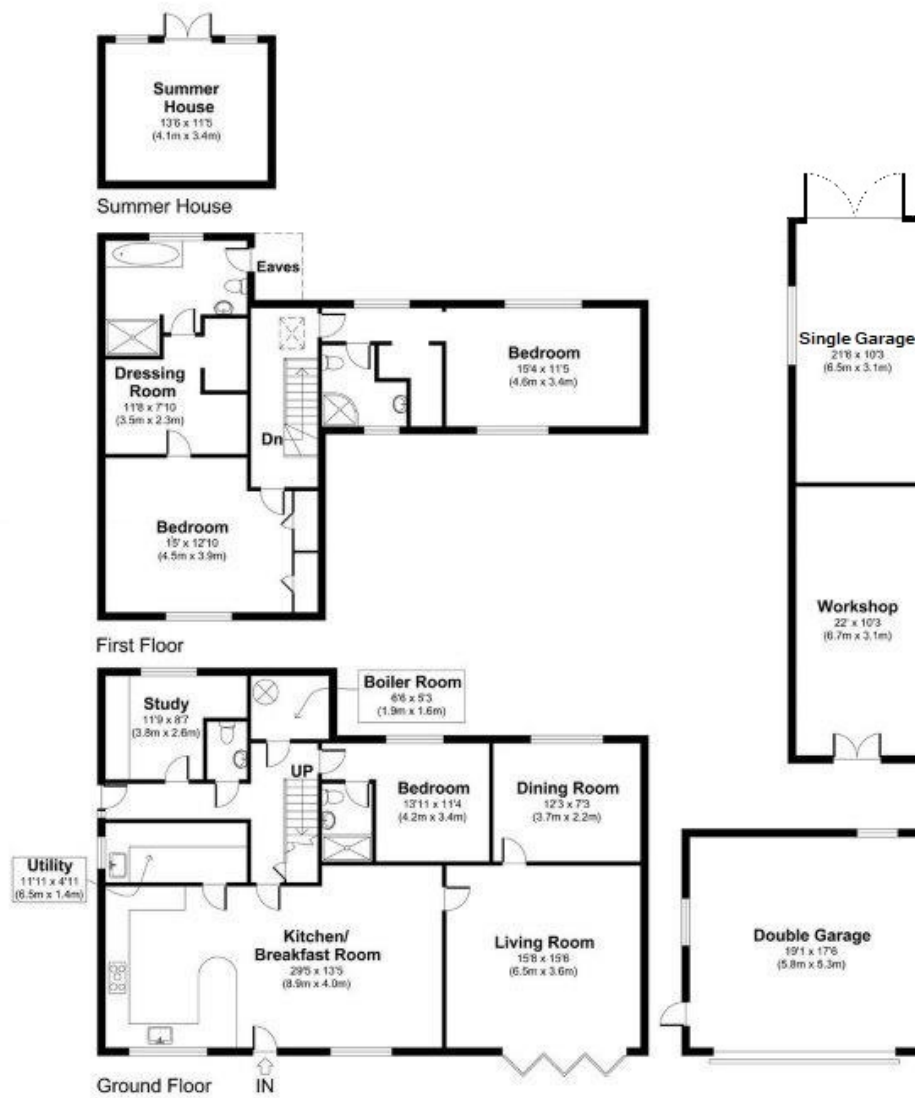 Summer
House
13'6 x 11'5
(4.1m x 3.4m)
Summer House
Eaves
Dressing
Room
11'8 x 7'10
(3.5m x 2.3m)
Dn
Bedroom
15'4 x 11'5
(4.6m x 3.4m)
Bedroom
15' x 12'10
(4.5m x 3.9m)
First Floor
Single Garage
21'6 x 10'3
(6.5m x 3.1m)
Workshop
22' x 10'3
(6.7m x 3.1m)
Study
11'9 x 8'7
(3.8m x 2.6m)
Boiler Room
6'6 x 5'3
(1.9m x 1.6m)
UP
Bedroom
13'11 x 11'4
(4.2m x 3.4m)
Dining Room
12'3 x 7'3
(3.7m x 2.2m)
Utility
11'11 x 4'11
(6.5m x 1.4m)
Kitchen/
Breakfast Room
29'5 x 13'5
(8.9m x 4.0m)
Living Room
15'8 x 15'6
(6.5m x 3.6m)
Double Garage
19'1 x 17'6
(5.8m x 5.3m)
Ground Floor
IN